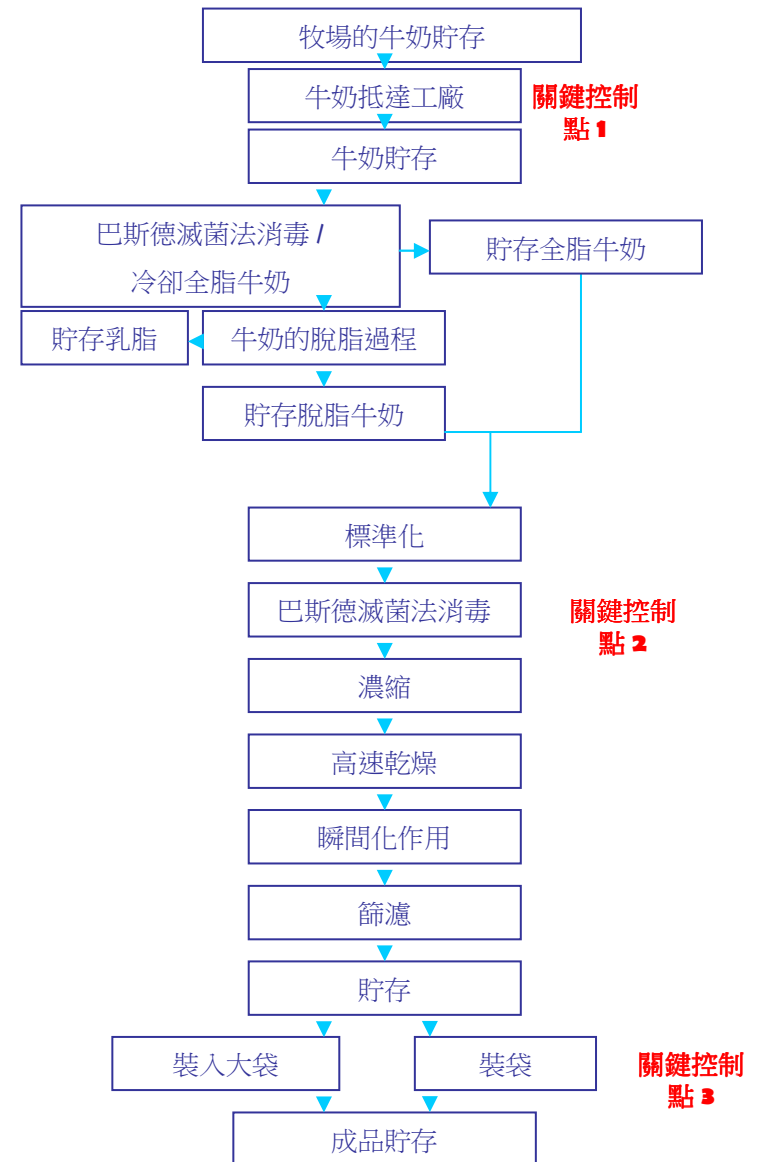 牧場的牛奶貯存
牛奶抵達工廠
關鍵控制
點 1
牛奶貯存
巴斯德滅菌法消毒 /
冷卻全脂牛奶
貯存全脂牛奶
貯存乳脂
牛奶的脫脂過程
貯存脫脂牛奶
標準化
巴斯德滅菌法消毒
關鍵控制
點 2
濃縮
高速乾燥
瞬間化作用
篩濾
貯存
裝入大袋
裝袋
關鍵控制
點 3
成品貯存